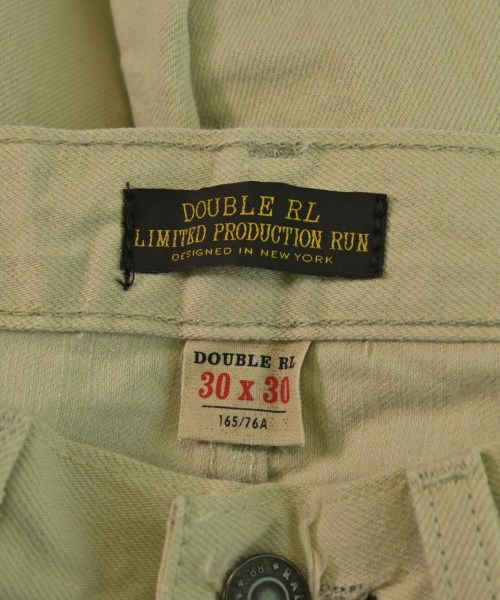 DOUBLE RL
LIMITED PRODUCTION RUN
DESIGNED IN NEW YORK
DOUBLE RL
30 x 30
165/76A